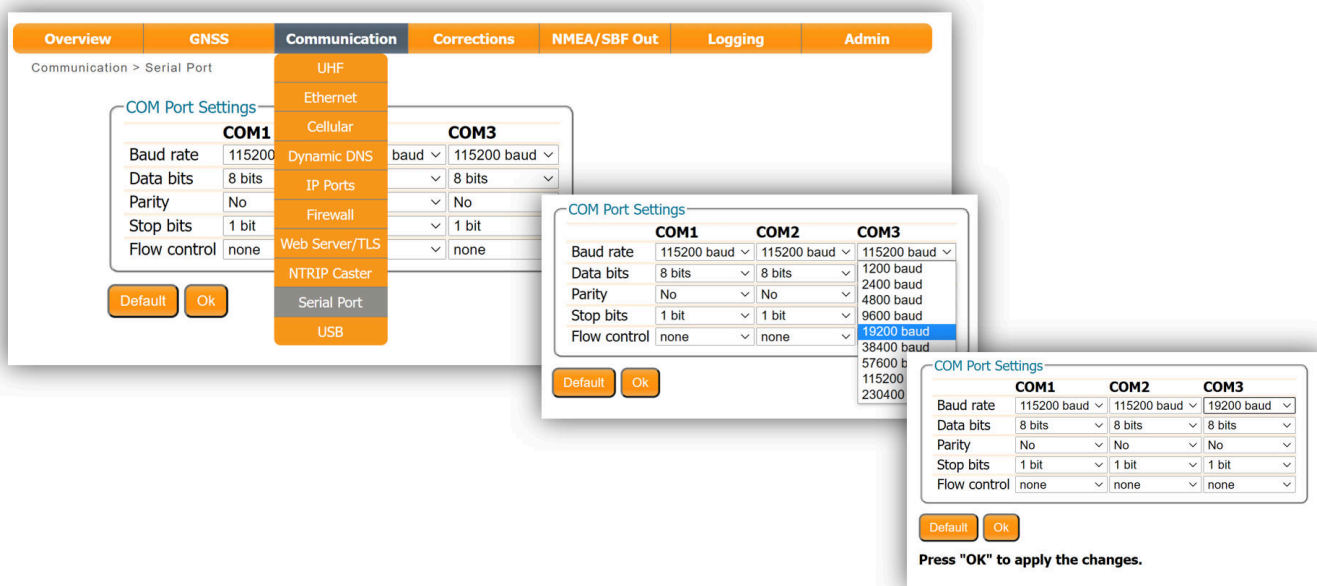 Overview GNSS Communication Corrections NMEA/SBF Out Logging Admin
Communication > Serial Port
UHF
Ethernet
Cellular
Dynamic DNS
IP Ports
Firewall
Web Server/TLS
NTRIP Caster
Serial Port
USB
COM Port Settings
COM1 COM3
Baud rate 115200 baud 115200 baud
Data bits 8 bits 8 bits
Parity No No
Stop bits 1 bit 1 bit
Flow control none none
Default Ok
COM Port Settings
COM1 COM2 COM3
Baud rate 115200 baud 115200 baud 115200 baud
Data bits 8 bits 8 bits
Parity No No
Stop bits 1 bit 1 bit
Flow control none none
1200 baud
2400 baud
4800 baud
9600 baud
19200 baud
38400 baud
57600 b
115200
230400
Default Ok
COM Port Settings
COM1 COM2 COM3
Baud rate 115200 baud 115200 baud 19200 baud
Data bits 8 bits 8 bits 8 bits
Parity No No No
Stop bits 1 bit 1 bit 1 bit
Flow control none none none
Default Ok
Press "OK" to apply the changes.